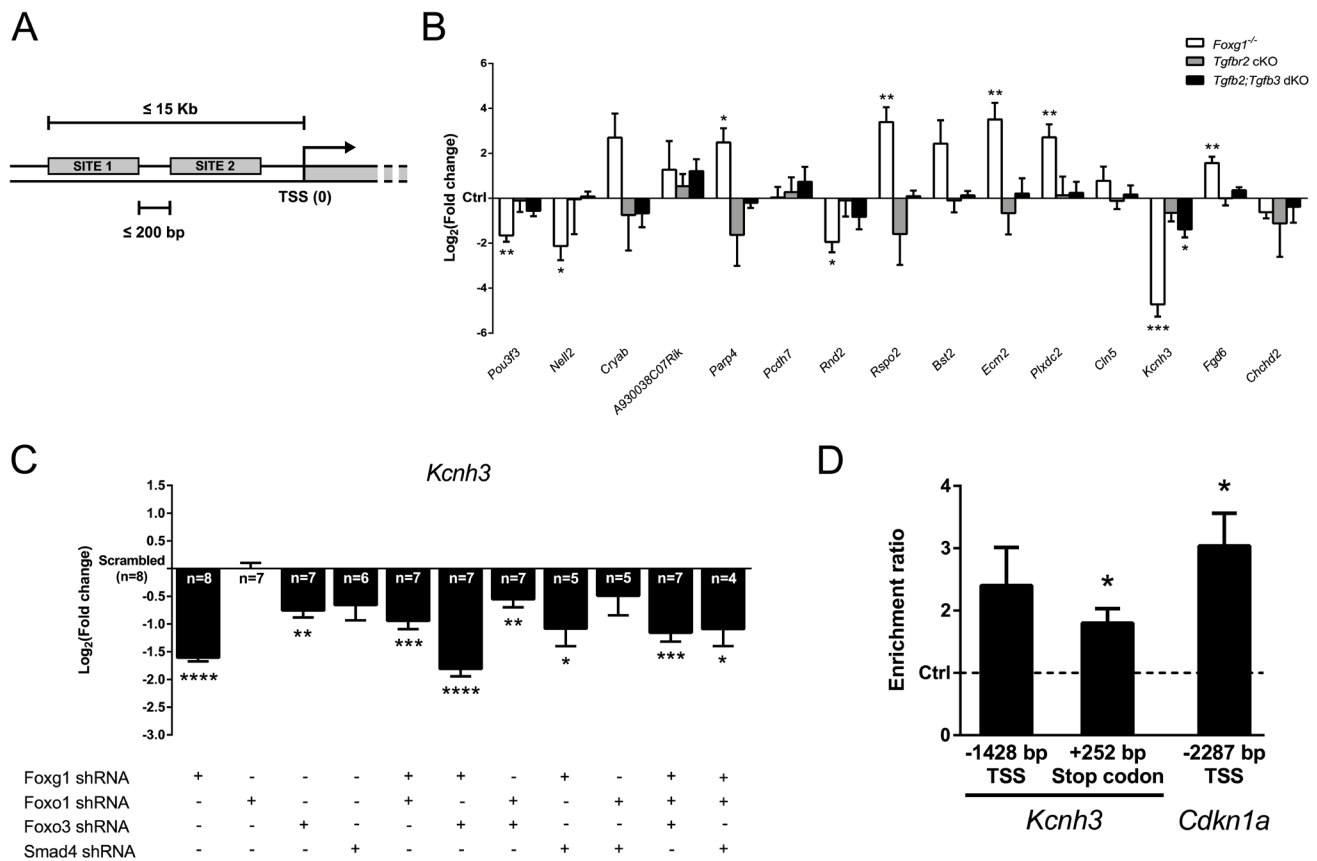 A
≤ 15 Kb
SITE 1 SITE 2
TSS (0)
≤ 200 bp
B
Foxg1-/-
Tgfbr2 cKO
Tgfb2;Tgfb3 dKO
Log2(Fold change)
6
4
2
Ctrl
-2
-4
-6
** * * * ** ** ** *** * **
Pou3f3 Nell2 Cryab A930038C07Rik Parp4 Pcdh7 Rnd2 Rspo2 Bst2 Ecm2 Plxdc2 Cln5 Kcnh3 Fgd6 Chchd2
C
Kcnh3
Log2(Fold change)
1.5
1.0
0.5
Scrambled
(n=8)
-0.5
-1.0
-1.5
-2.0
-2.5
-3.0
n=8 n=7 n=7 n=6 n=7 n=7 n=7 n=5 n=5 n=7 n=4
**** ** *** **** ** * *** *
Foxg1 shRNA + - - - + + - + - + +
Foxo1 shRNA - + - - + - + - + + +
Foxo3 shRNA - - + - - + + - - + -
Smad4 shRNA - - - + - - - + + - +
D
Enrichment ratio
4
3
2
Ctrl
0
* *
-1428 bp +252 bp -2287 bp
TSS Stop codon TSS
Kcnh3 Cdkn1a